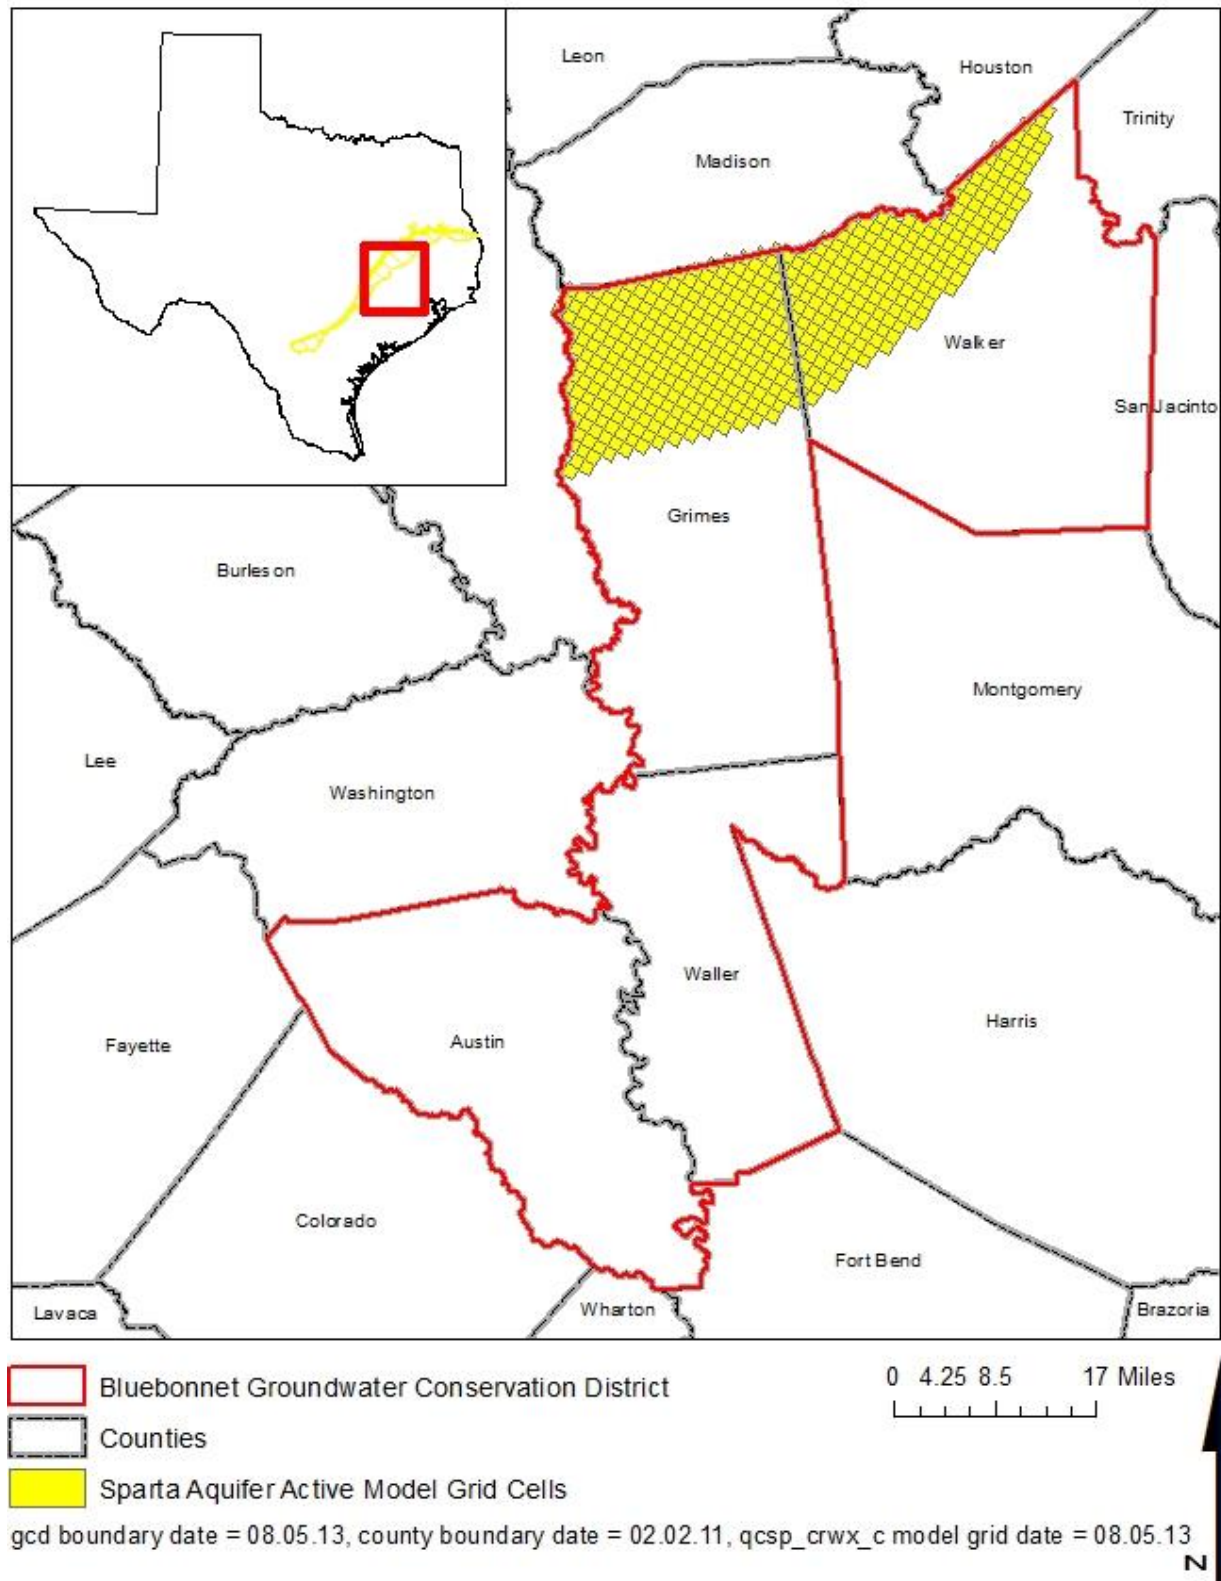 Leon
Houston
Trinity
Madison
Walker
San Jacinto
Grimes
Burleson
Montgomery
Lee
Washington
Waller
Harris
Fayette
Austin
Colorado
Fort Bend
Lavaca
Wharton
Brazoria
Bluebonnet Groundwater Conservation District
0 4.25 8.5 17 Miles
Counties
Sparta Aquifer Active Model Grid Cells
gcd boundary date = 08.05.13, county boundary date = 02.02.11, qcsp_crwx_c model grid date = 08.05.13
N